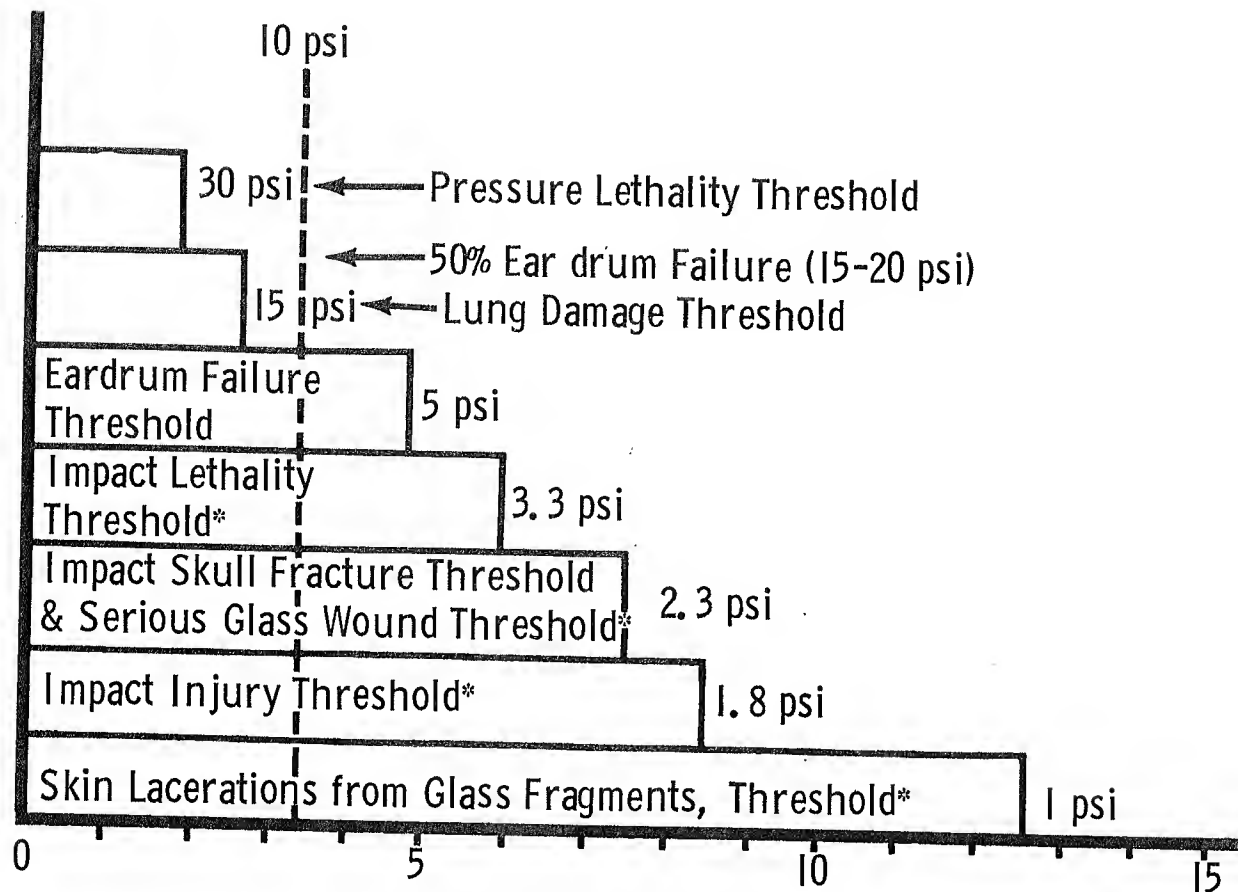 10 psi
30 psi
Pressure Lethality Threshold
50% Ear drum Failure (15-20 psi)
15 psi
Lung Damage Threshold
Eardrum Failure
Threshold
5 psi
Impact Lethality
Threshold*
3.3 psi
Impact Skull Fracture Threshold
& Serious Glass Wound Threshold*
2.3 psi
Impact Injury Threshold*
1.8 psi
Skin Lacerations from Glass Fragments, Threshold*
1 psi
0 5 10 15